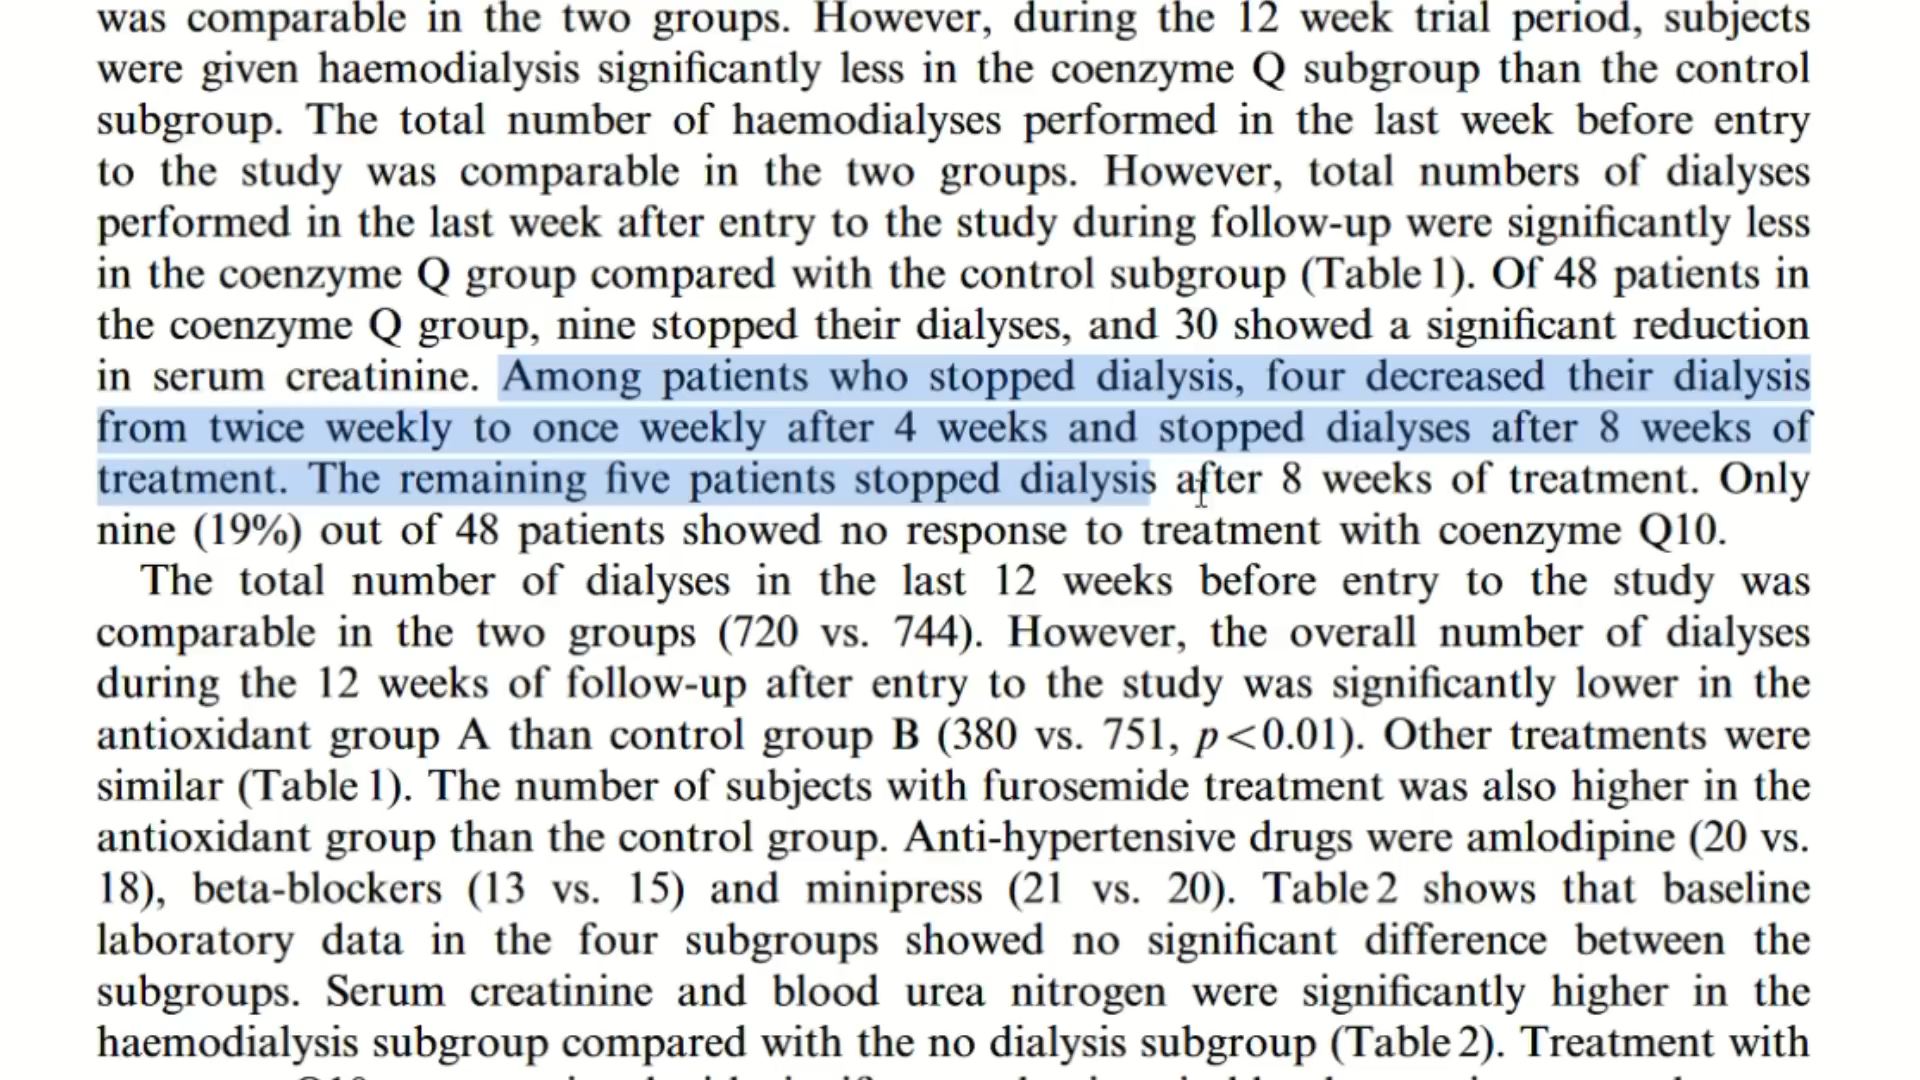 was comparable in the two groups. However, during the 12 week trial period, subjects
were given haemodialysis significantly less in the coenzyme Q subgroup than the control
subgroup. The total number of haemodialyses performed in the last week before entry
to the study was comparable in the two groups. However, total numbers of dialyses
performed in the last week after entry to the study during follow-up were significantly less
in the coenzyme Q group compared with the control subgroup (Table 1). Of 48 patients in
the coenzyme Q group, nine stopped their dialyses, and 30 showed a significant reduction
in serum creatinine. Among patients who stopped dialysis, four decreased their dialysis
from twice weekly to once weekly after 4 weeks and stopped dialyses after 8 weeks of
treatment. The remaining five patients stopped dialysis after 8 weeks of treatment. Only
nine (19%) out of 48 patients showed no response to treatment with coenzyme Q10.
The total number of dialyses in the last 12 weeks before entry to the study was
comparable in the two groups (720 vs. 744). However, the overall number of dialyses
during the 12 weeks of follow-up after entry to the study was significantly lower in the
antioxidant group A than control group B (380 vs. 751, p<0.01). Other treatments were
similar (Table 1). The number of subjects with furosemide treatment was also higher in the
antioxidant group than the control group. Anti-hypertensive drugs were amlodipine (20 vs.
18), beta-blockers (13 vs. 15) and minipress (21 vs. 20). Table 2 shows that baseline
laboratory data in the four subgroups showed no significant difference between the
subgroups. Serum creatinine and blood urea nitrogen were significantly higher in the
haemodialysis subgroup compared with the no dialysis subgroup (Table 2). Treatment with